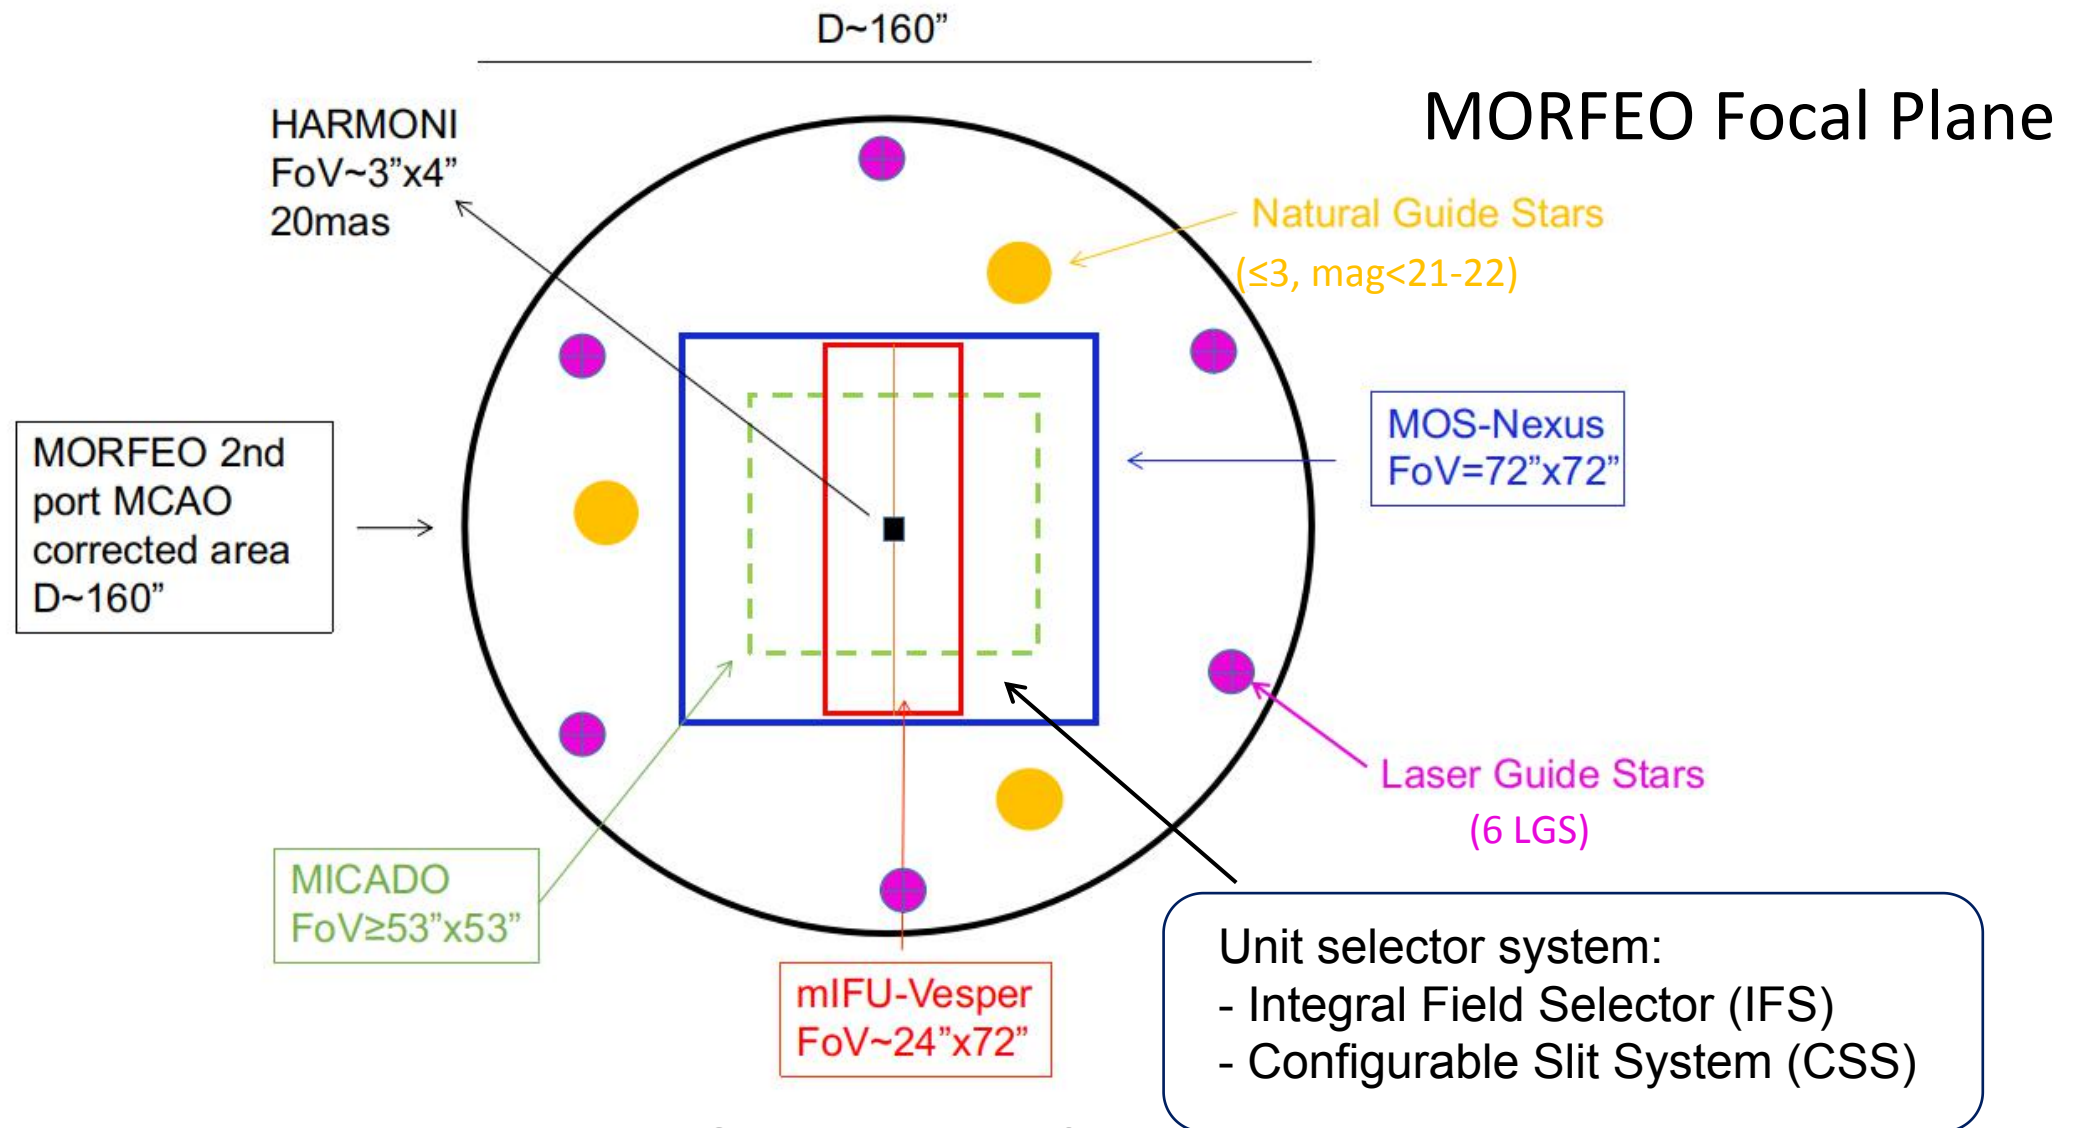 D~160”
MORFEO Focal Plane
HARMONI
FoV~3”x4”
20mas
Natural Guide Stars
(≤3, mag<21-22)
MOS-Nexus
FoV=72”x72”
MORFEO 2nd
port MCAO
corrected area
D~160”
Laser Guide Stars
(6 LGS)
MICADO
FoV≥53”x53”
mIFU-Vesper
FoV~24”x72”
Unit selector system:
- Integral Field Selector (IFS)
- Configurable Slit System (CSS)